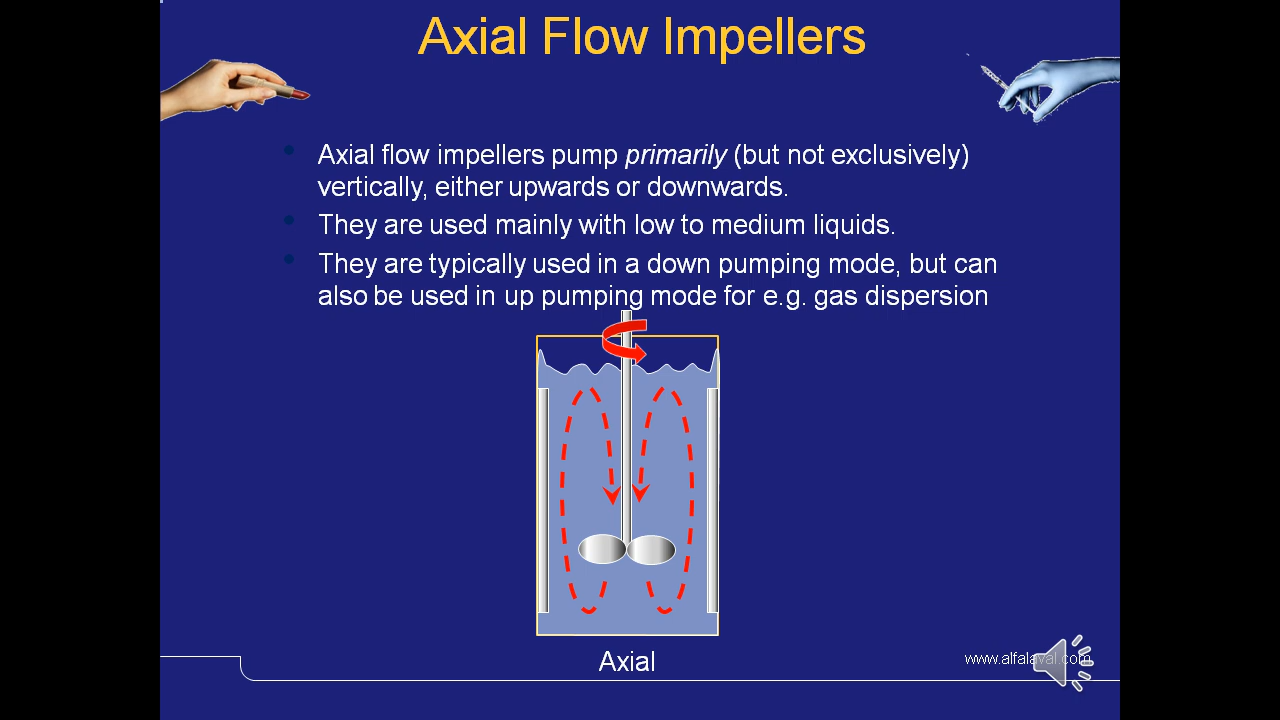 Axial Flow Impellers
Axial flow impellers pump primarily (but not exclusively)
vertically, either upwards or downwards.
They are used mainly with low to medium liquids.
They are typically used in a down pumping mode, but can
also be used in up pumping mode for e.g. gas dispersion
Axial
www.alfalaval.com